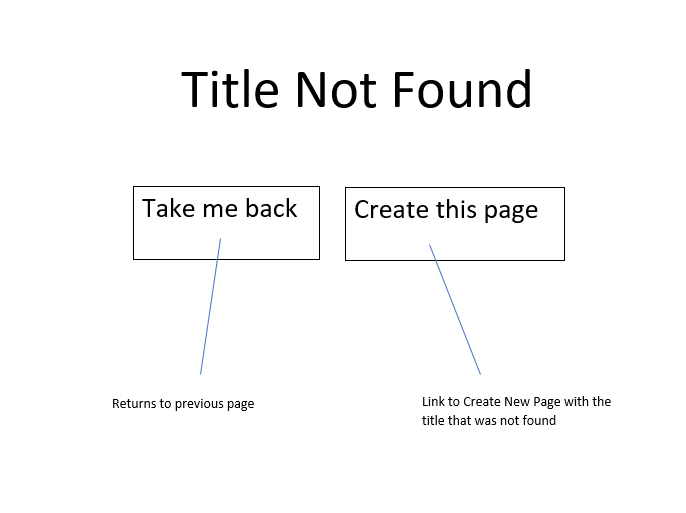 Title Not Found
Take me back
Create this page
Returns to previous page
Link to Create New Page with the
title that was not found